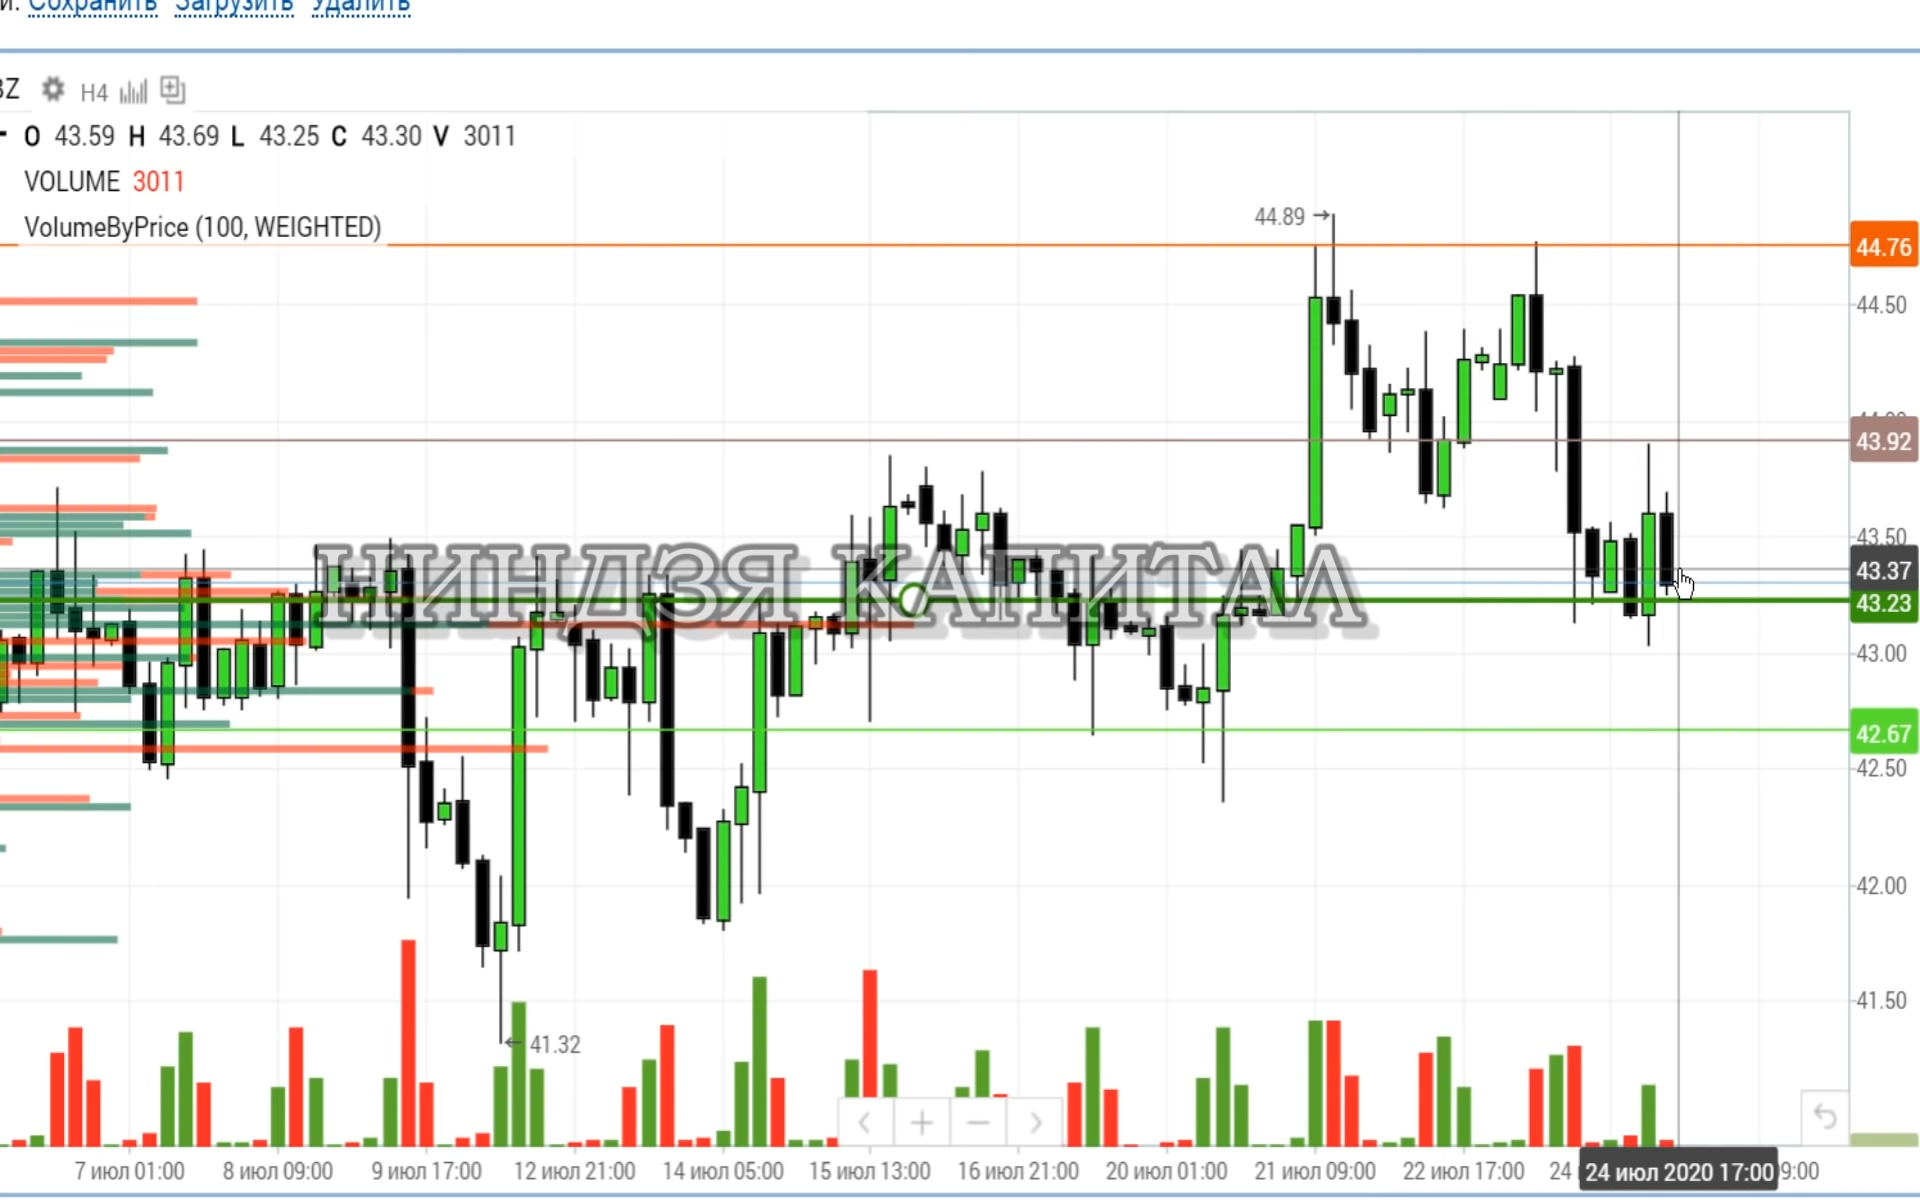 Сохранить Загрузить Удалить
BZ H4
O 43.59 H 43.69 L 43.25 C 43.30 V 3011
VOLUME 3011
VolumeByPrice (100, WEIGHTED)
44.89
44.76
44.50
43.92
43.50
НИНДЗЯ КАПИТАЛ
43.37
43.23
43.00
42.67
42.50
42.00
41.50
41.32
7 июл 01:00 8 июл 09:00 9 июл 17:00 12 июл 21:00 14 июл 05:00 15 июл 13:00 16 июл 21:00 20 июл 01:00 21 июл 09:00 22 июл 17:00 24 24 июл 2020 17:00 9:00